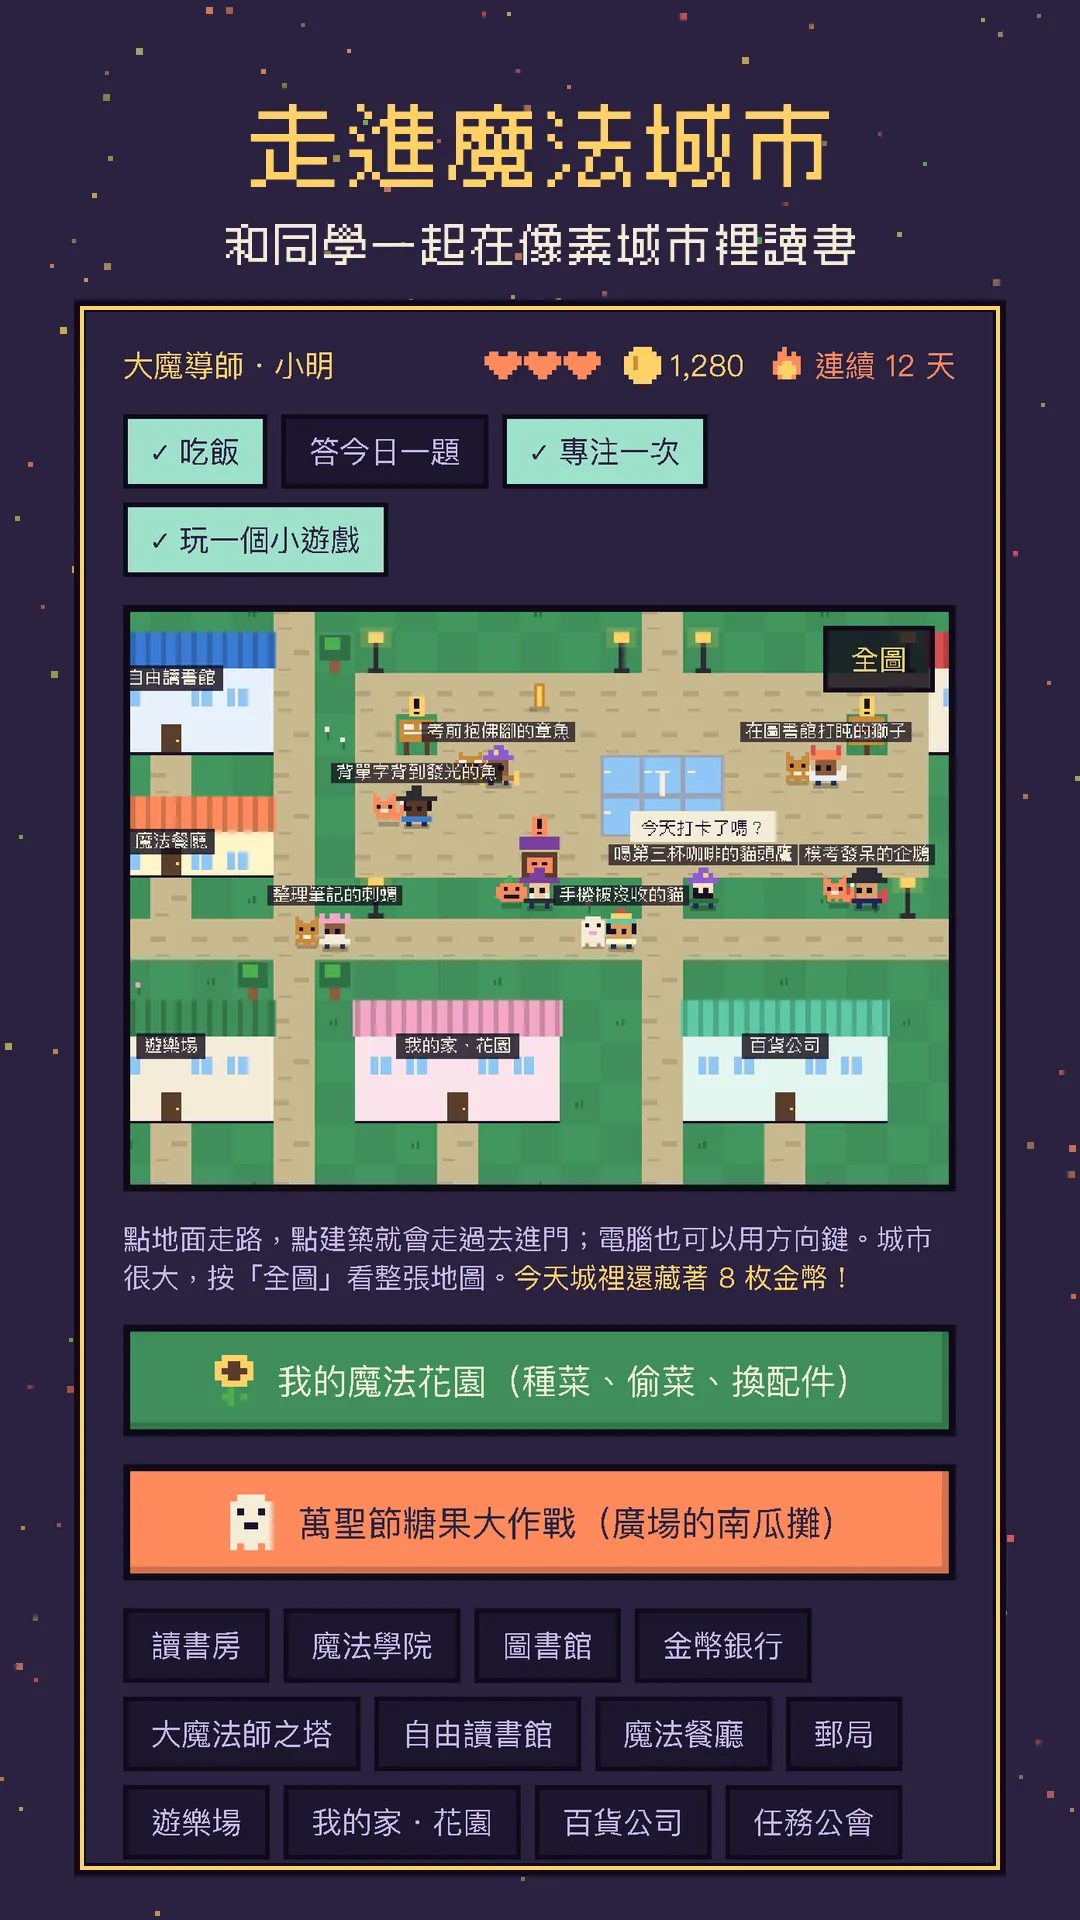 走進魔法城市
和同學一起在像素城市裡讀書
大魔導師・小明
1,280
連續 12 天
✓ 吃飯
答今日一題
✓ 專注一次
✓ 玩一個小遊戲
全圖
自由讀書館
考前抱佛腳的章魚
在圖書館打盹的獅子
背單字背到發光的魚
今天打卡了嗎？
魔法餐廳
喝第三杯咖啡的貓頭鷹
模考發呆的企鵝
整理筆記的刺蝟
手機被沒收的貓
遊樂場
我的家・花園
百貨公司
點地面走路，點建築就會走過去進門；電腦也可以用方向鍵。城市
很大，按「全圖」看整張地圖。今天城裡還藏著 8 枚金幣！
我的魔法花園（種菜、偷菜、換配件）
萬聖節糖果大作戰（廣場的南瓜攤）
讀書房
魔法學院
圖書館
金幣銀行
大魔法師之塔
自由讀書館
魔法餐廳
郵局
遊樂場
我的家・花園
百貨公司
任務公會